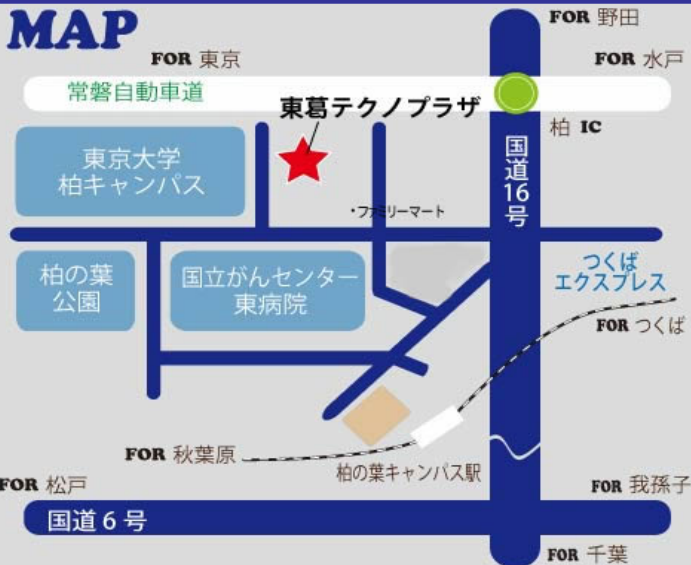 MAP
FOR 野田
FOR 東京
FOR 水戸
常磐自動車道
東葛テクノプラザ
柏 IC
東京大学
柏キャンパス
国道16号
・ファミリーマート
柏の葉
公園
国立がんセンター
東病院
つくば
エクスプレス
FOR つくば
FOR 秋葉原
柏の葉キャンパス駅
FOR 松戸
FOR 我孫子
国道 6 号
FOR 千葉